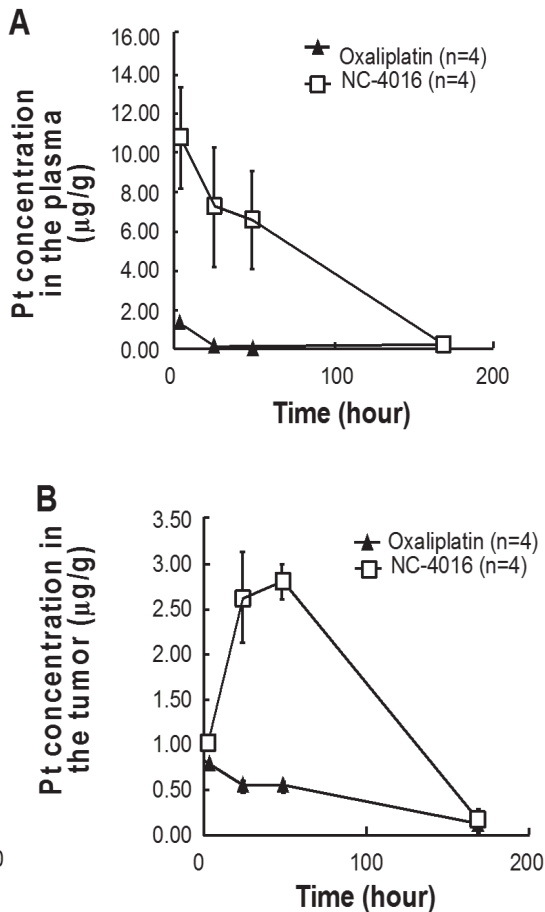 A
16.00
14.00
12.00
10.00
8.00
6.00
4.00
2.00
0.00
Pt concentration
in the plasma
(μg/g)
Oxaliplatin (n=4)
NC-4016 (n=4)
0
100
200
Time (hour)
B
3.50
3.00
2.50
2.00
1.50
1.00
0.50
0.00
Pt concentration in
the tumor (μg/g)
Oxaliplatin (n=4)
NC-4016 (n=4)
0
0
100
200
Time (hour)